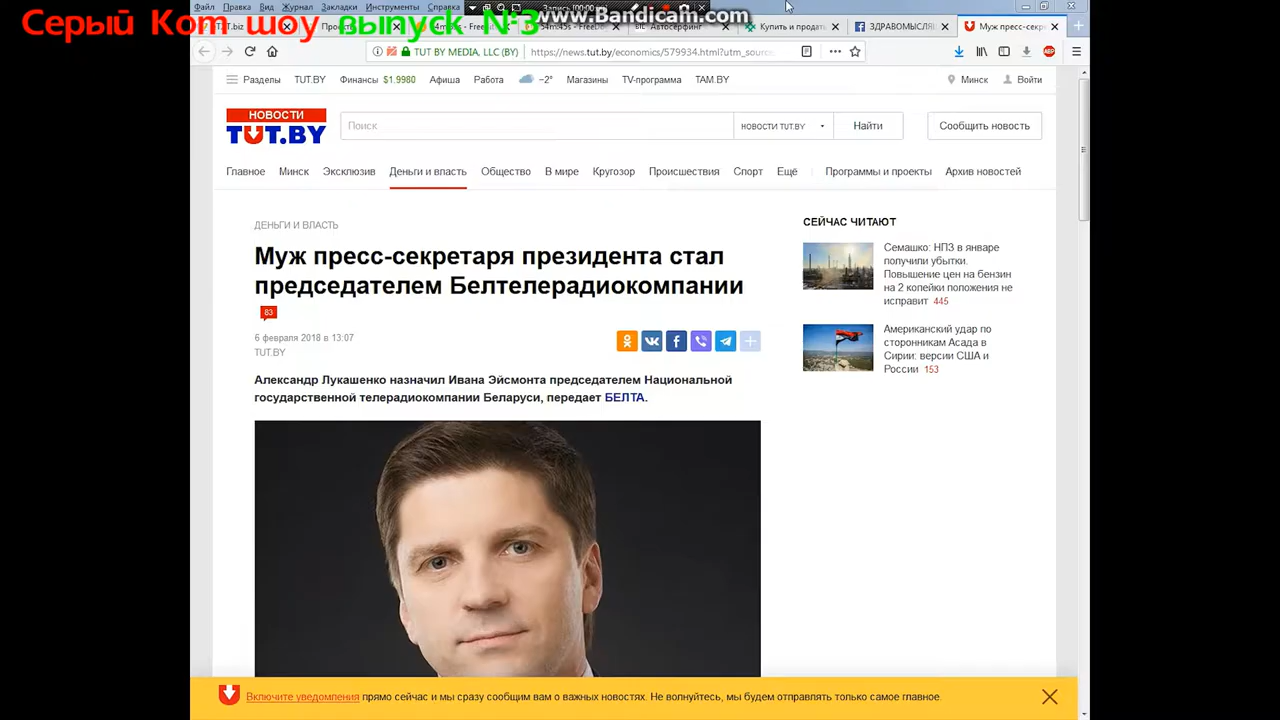 Файл Правка Вид Журнал Закладки Инструменты Справка
www.Bandicam.com
Серый Кот шоу выпуск №3
Купить и продать
ЗДРАВОМЫСЛЯЩ
Муж пресс-секре
TUT BY MEDIA, LLC (BY) https://news.tut.by/economics/579934.html?utm_source
Разделы TUT.BY Финансы $1.9980 Афиша Работа −2° Магазины TV-программа TAM.BY Минск Войти
НОВОСТИ
TUT.BY
Поиск НОВОСТИ TUT.BY Найти Сообщить новость
Главное Минск Эксклюзив Деньги и власть Общество В мире Кругозор Происшествия Спорт Ещё Программы и проекты Архив новостей
ДЕНЬГИ И ВЛАСТЬ
Муж пресс-секретаря президента стал
председателем Белтелерадиокомпании
83
6 февраля 2018 в 13:07
TUT.BY
Александр Лукашенко назначил Ивана Эйсмонта председателем Национальной
государственной телерадиокомпании Беларуси, передает БЕЛТА.
СЕЙЧАС ЧИТАЮТ
Семашко: НПЗ в январе
получили убытки.
Повышение цен на бензин
на 2 копейки положения не
исправит 445
Американский удар по
сторонникам Асада в
Сирии: версии США и
России 153
Включите уведомления прямо сейчас и мы сразу сообщим вам о важных новостях. Не волнуйтесь, мы будем отправлять только самое главное.